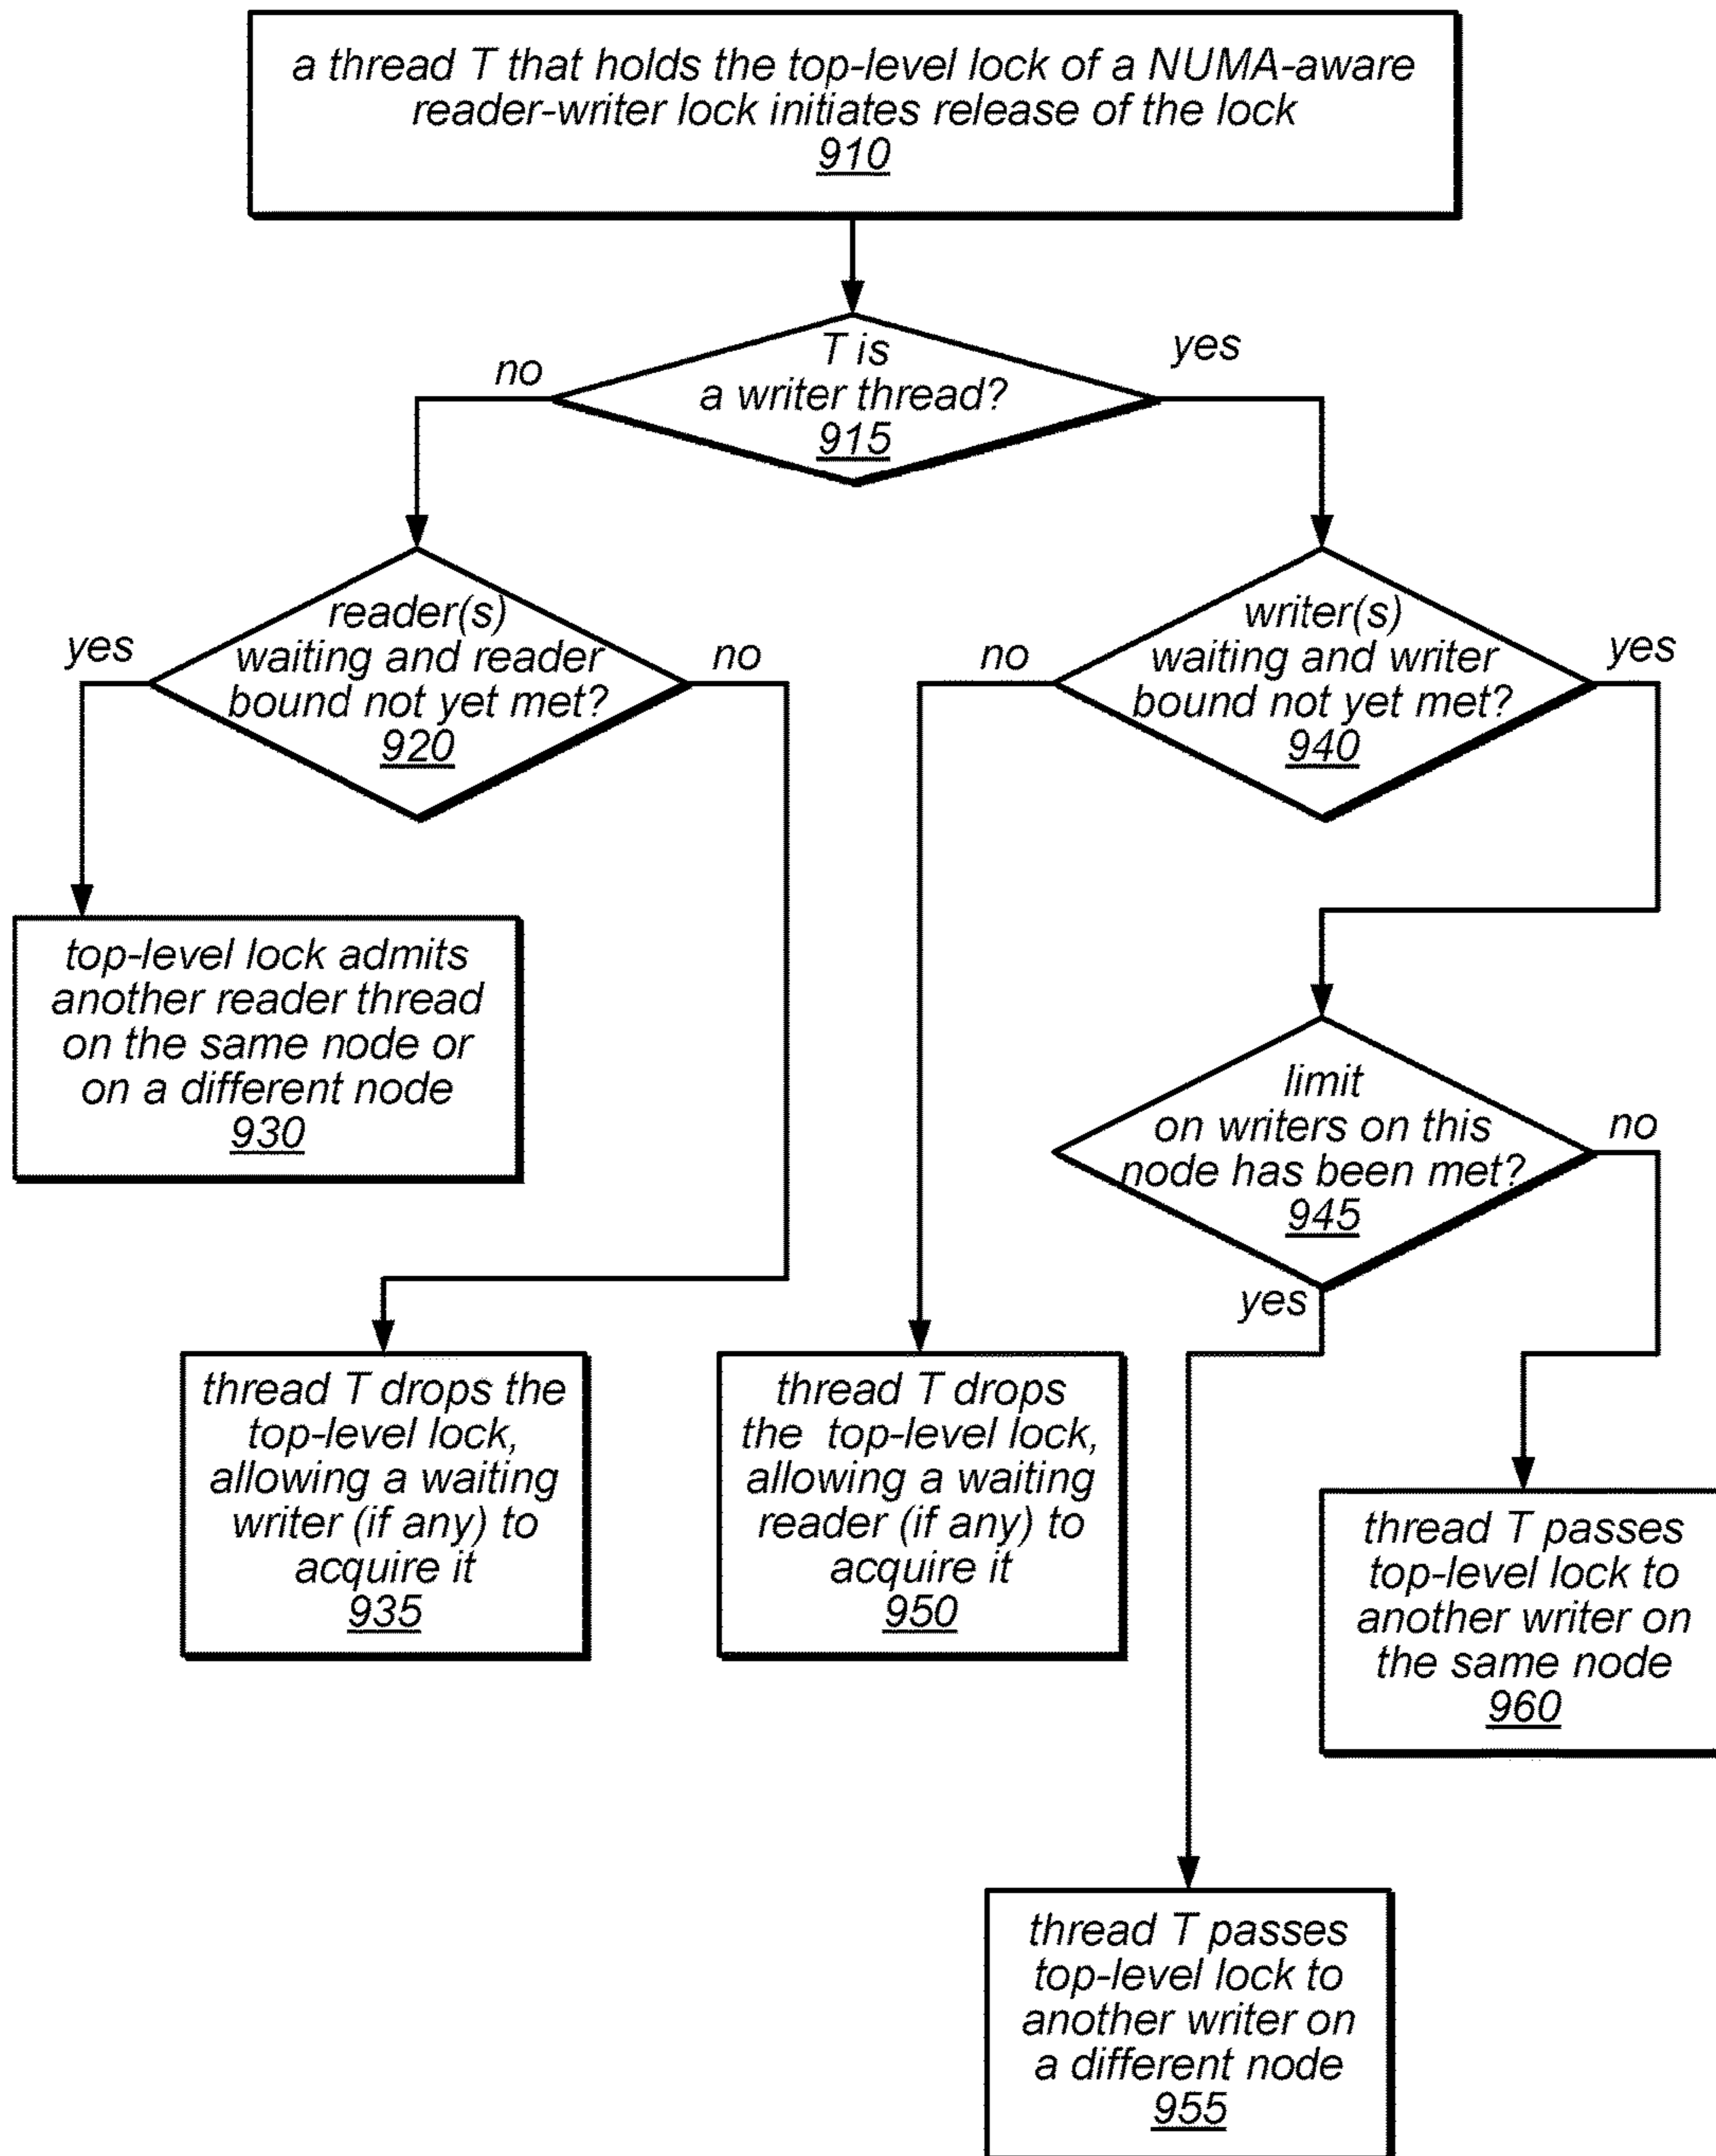 a thread T that holds the top-level lock of a NUMA-aware
reader-writer lock initiates release of the lock
910
T is
a writer thread?
915
no
yes
reader(s)
waiting and reader
bound not yet met?
920
yes
no
writer(s)
waiting and writer
bound not yet met?
940
no
yes
top-level lock admits
another reader thread
on the same node or
on a different node
930
limit
on writers on this
node has been met?
945
no
yes
thread T drops the
top-level lock,
allowing a waiting
writer (if any) to
acquire it
935
thread T drops
the top-level lock,
allowing a waiting
reader (if any) to
acquire it
950
thread T passes
top-level lock to
another writer on
the same node
960
thread T passes
top-level lock to
another writer on
a different node
955